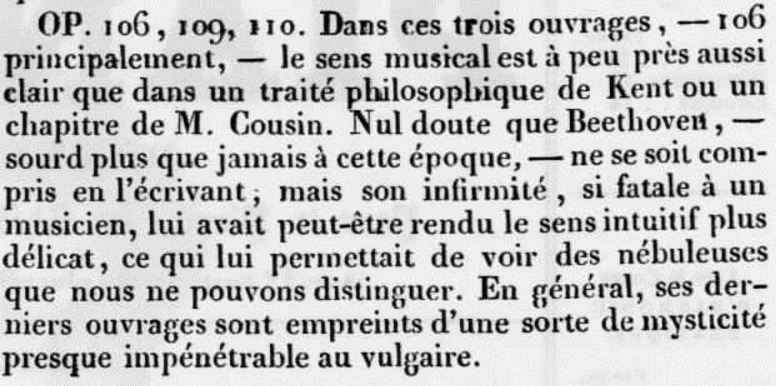 OP. 106, 109, 110. Dans ces trois ouvrages, — 106
principalement, — le sens musical est à peu près aussi
clair que dans un traité philosophique de Kent ou un
chapitre de M. Cousin. Nul doute que Beethoven, —
sourd plus que jamais à cette époque, — ne se soit com-
pris en l'écrivant; mais son infirmité, si fatale à un
musicien, lui avait peut-être rendu le sens intuitif plus
délicat, ce qui lui permettait de voir des nébuleuses
que nous ne pouvons distinguer. En général, ses der-
niers ouvrages sont empreints d'une sorte de mysticité
presque impénétrable au vulgaire.